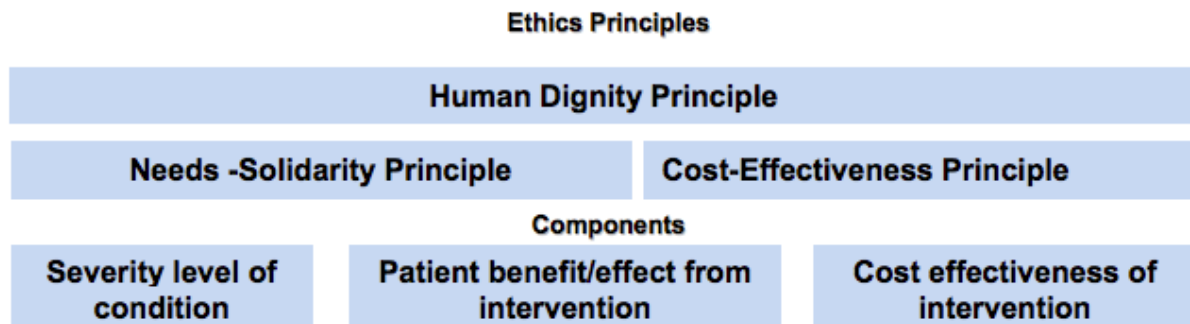 Ethics Principles
Human Dignity Principle
Needs -Solidarity Principle
Cost-Effectiveness Principle
Components
Severity level of
condition
Patient benefit/effect from
intervention
Cost effectiveness of
intervention